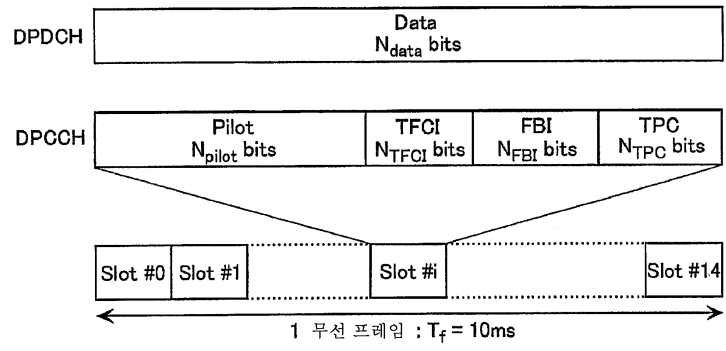 DPDCH
Data
N_data bits
DPCCH
Pilot
N_pilot bits
TFCI
N_TFCI bits
FBI
N_FBI bits
TPC
N_TPC bits
Slot #0
Slot #1
Slot #i
Slot #14
1 무선 프레임 : T_f = 10ms